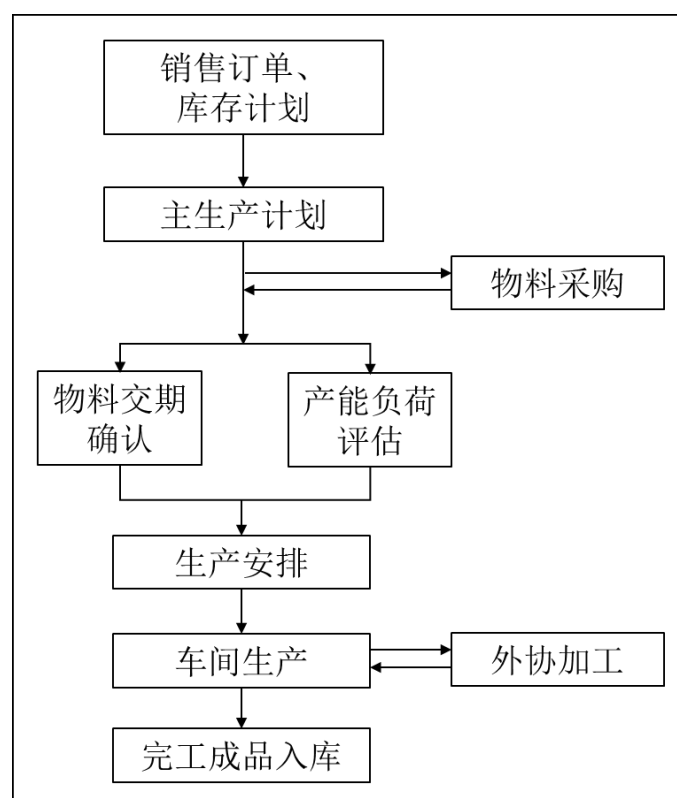 销售订单、
库存计划
主生产计划
物料采购
物料交期
确认
产能负荷
评估
生产安排
车间生产
外协加工
完工成品入库